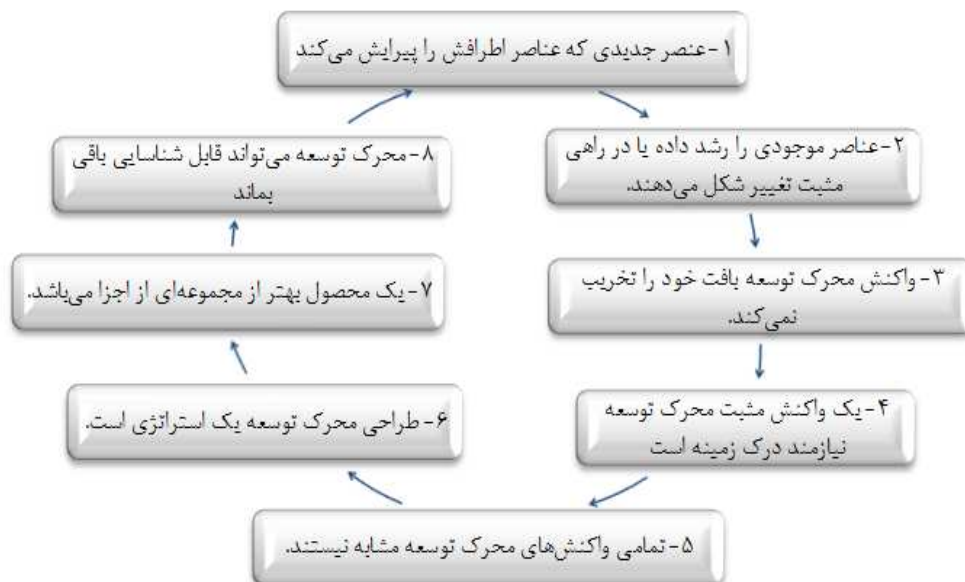 ۱- عنصر جدیدی که عناصر اطرافش را پیرایش می‌کند
۲-عناصر موجودی را رشد داده یا در راهی
مثبت تغییر شکل می‌دهند.
۳- واکنش محرک توسعه بافت خود را تخریب
نمی‌کند.
۴- یک واکنش مثبت محرک توسعه
نیازمند درک زمینه است
۵- تمامی واکنش‌های محرک توسعه مشابه نیستند.
۶- طراحی محرک توسعه یک استراتژی است.
۷- یک محصول بهتر از مجموعه‌ای از اجزا می‌باشد.
۸- محرک توسعه می‌تواند قابل شناسایی باقی
بماند